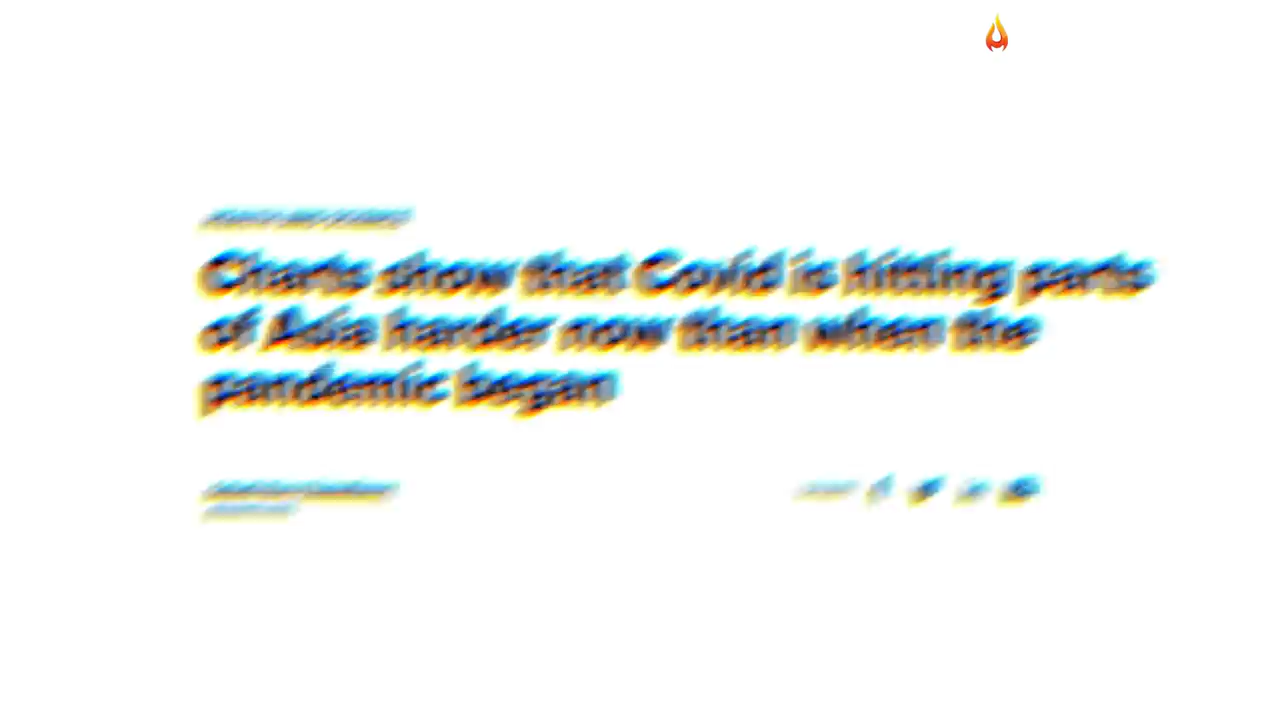 Charts show that Covid is hitting parts
of Asia harder now than when the
pandemic began